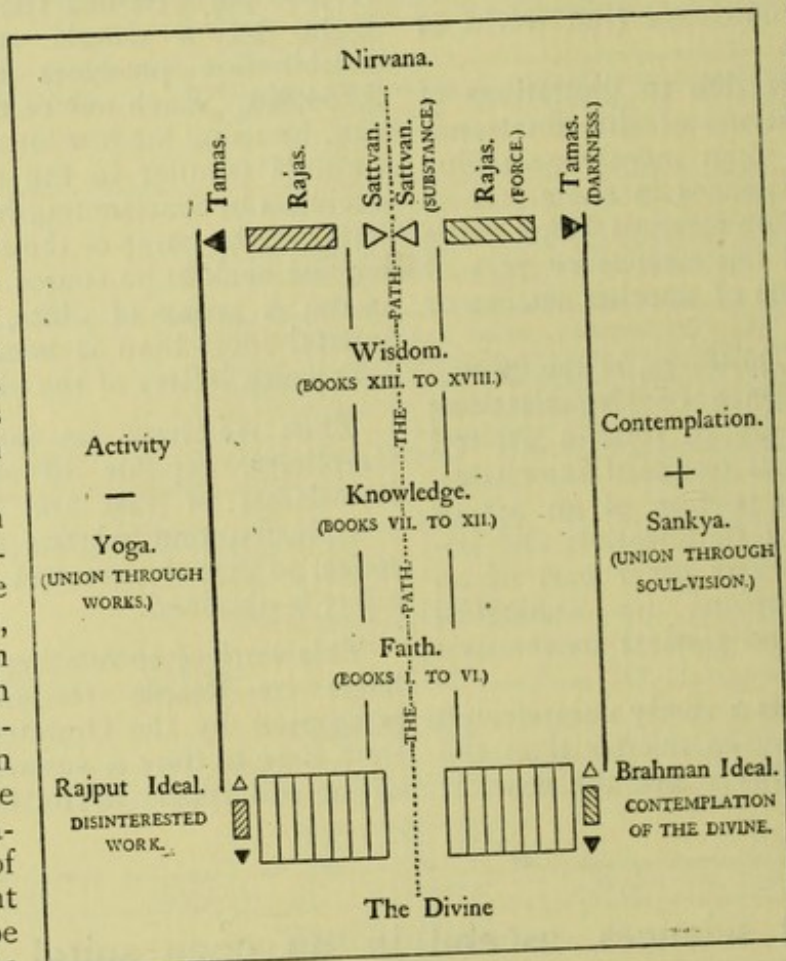 Nirvana.
Tamas.
Rajas.
Sattvan.
Sattvan.
(SUBSTANCE.)
Rajas.
(FORCE.)
Tamas.
(DARKNESS.)
PATH.
Wisdom.
(BOOKS XIII. TO XVIII.)
THE
Activity
—
Yoga.
(UNION THROUGH
WORKS.)
Contemplation.
+
Sankya.
(UNION THROUGH
SOUL-VISION.)
Knowledge.
(BOOKS VII. TO XII.)
PATH.
Faith.
(BOOKS I. TO VI.)
THE
Rajput Ideal.
DISINTERESTED
WORK.
Brahman Ideal.
CONTEMPLATION
OF THE DIVINE.
The Divine